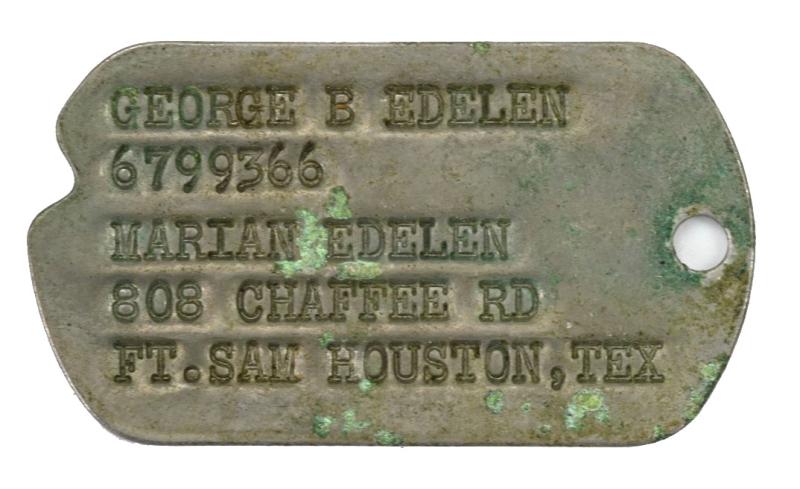 GEORGE B EDELEN
6799366
MARIAN EDELEN
808 CHAFFEE RD
FT.SAM HOUSTON,TEX